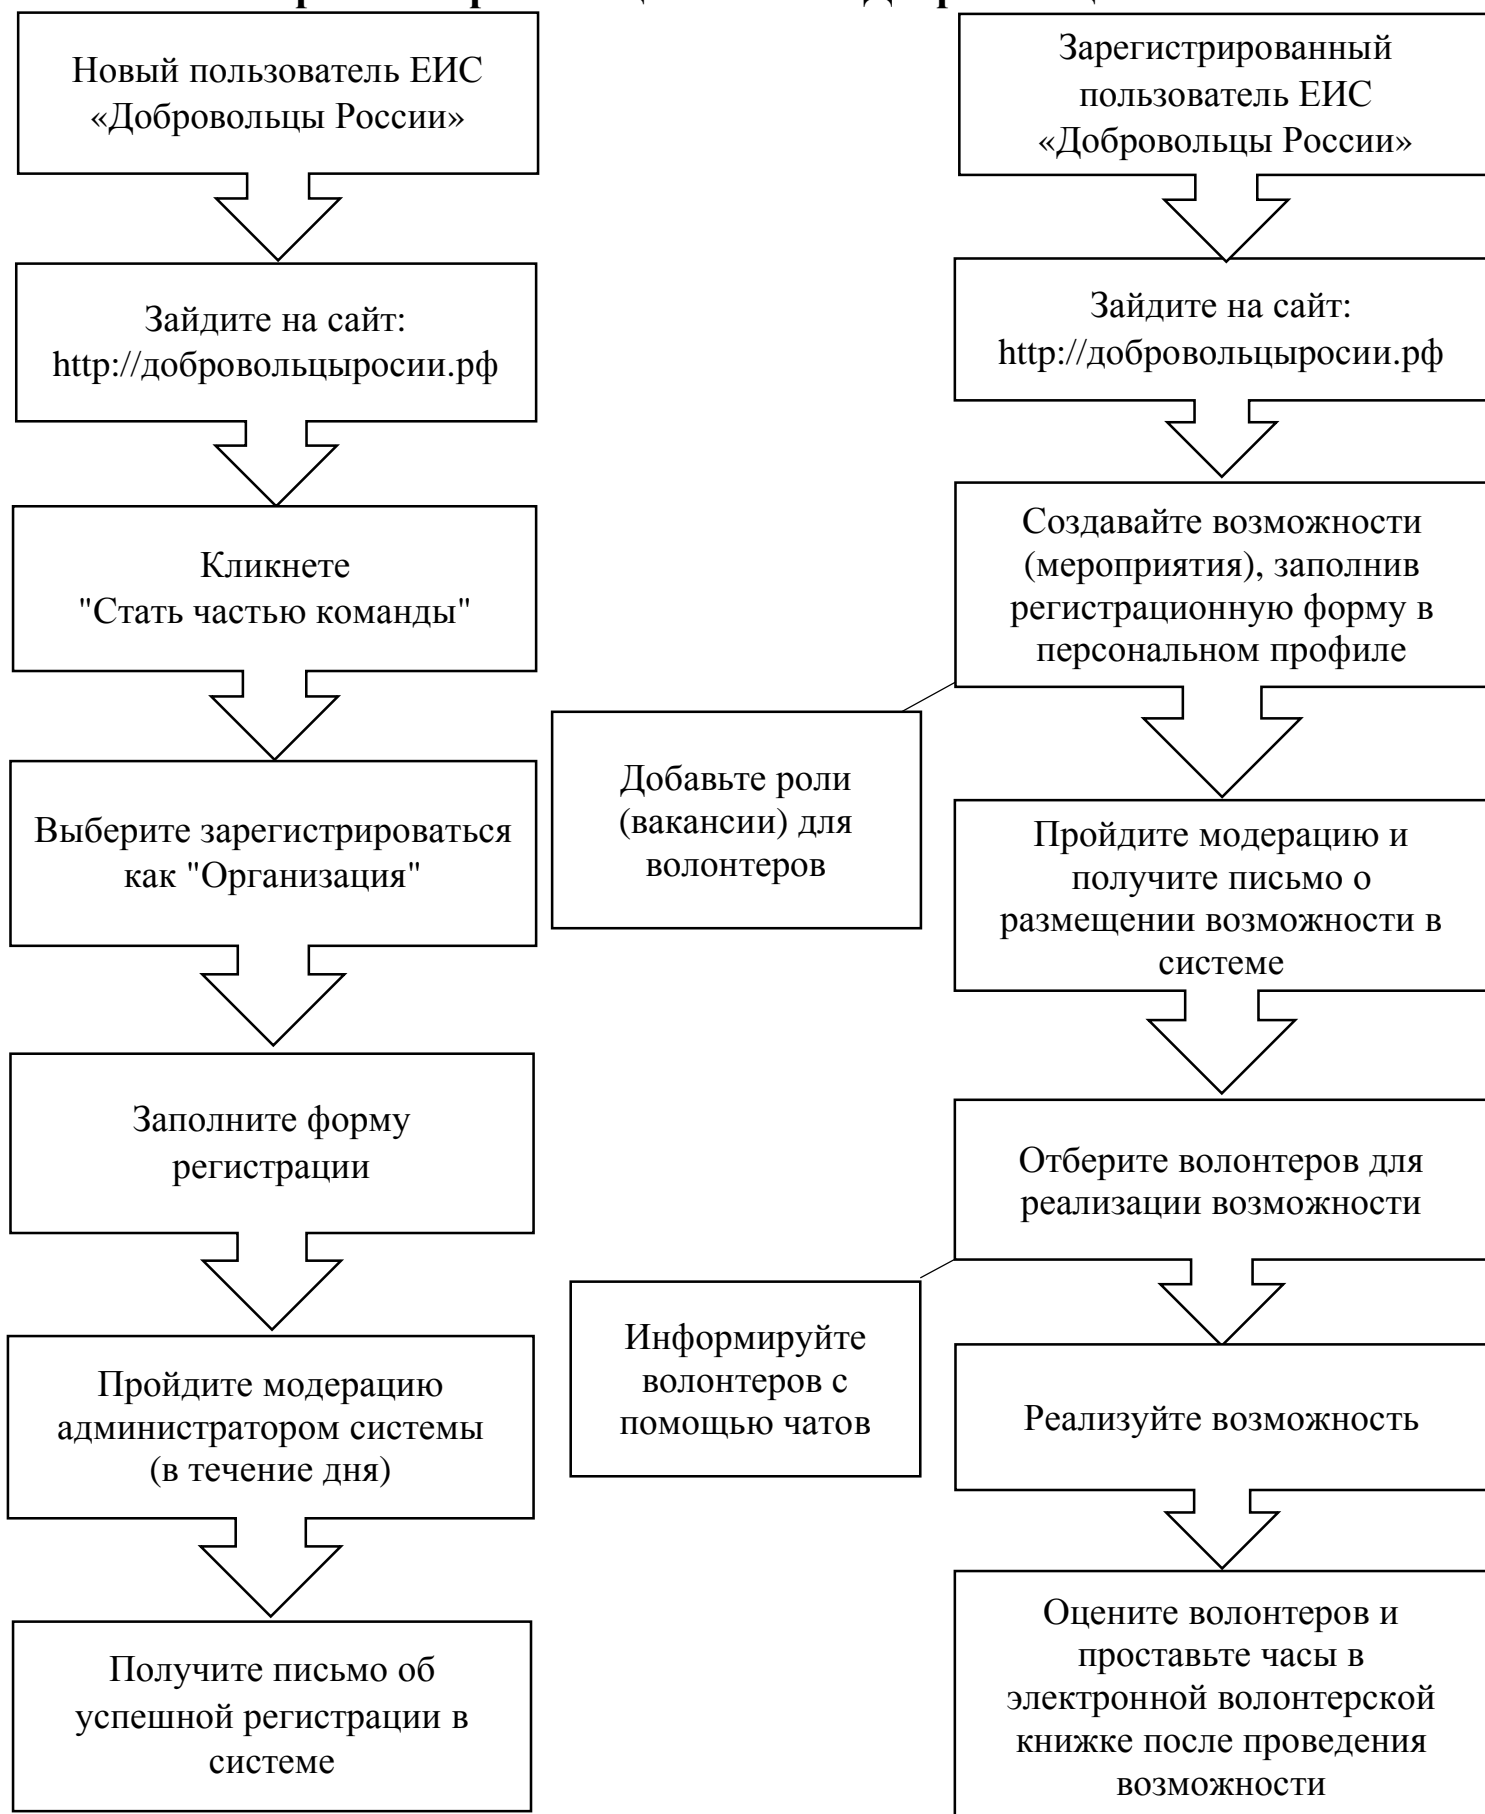 Новый пользователь ЕИС
«Добровольцы России»
Зайдите на сайт:
http://добровольцыросии.рф
Кликнете
"Стать частью команды"
Выберите зарегистрироваться
как "Организация"
Заполните форму
регистрации
Пройдите модерацию
администратором системы
(в течение дня)
Получите письмо об
успешной регистрации в
системе
Зарегистрированный
пользователь ЕИС
«Добровольцы России»
Зайдите на сайт:
http://добровольцыросии.рф
Создавайте возможности
(мероприятия), заполнив
регистрационную форму в
персональном профиле
Добавьте роли
(вакансии) для
волонтеров
Пройдите модерацию и
получите письмо о
размещении возможности в
системе
Отберите волонтеров для
реализации возможности
Информируйте
волонтеров с
помощью чатов
Реализуйте возможность
Оцените волонтеров и
проставьте часы в
электронной волонтерской
книжке после проведения
возможности